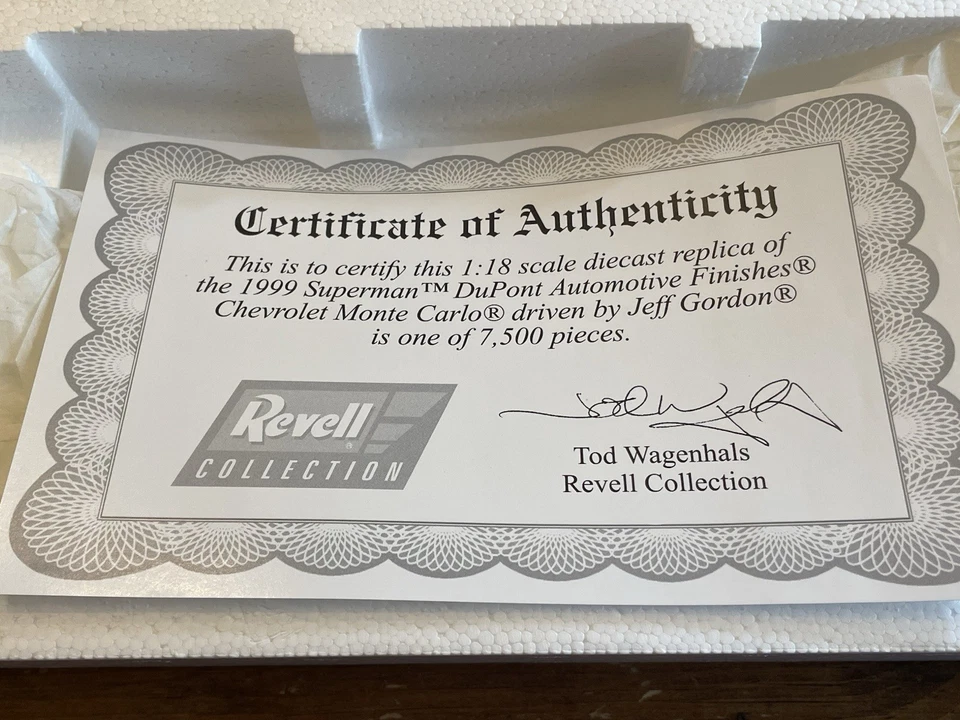 Certificate of Authenticity
This is to certify this 1:18 scale diecast replica of
the 1999 Superman™ DuPont Automotive Finishes®
Chevrolet Monte Carlo® driven by Jeff Gordon®
is one of 7,500 pieces.
Revell®
COLLECTION
Tod Wagenhals
Revell Collection